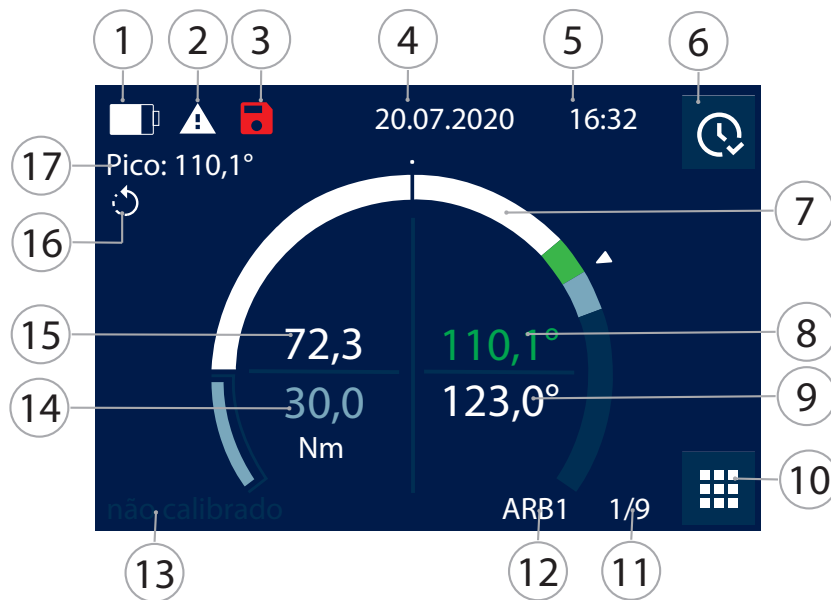 1 2 3 4 5 6
20.07.2020 16:32
17 Pico: 110,1°
16 7
15 72,3 110,1° 8
14 30,0 123,0° 9
Nm
10
não calibrado ARB1 1/9
13 12 11